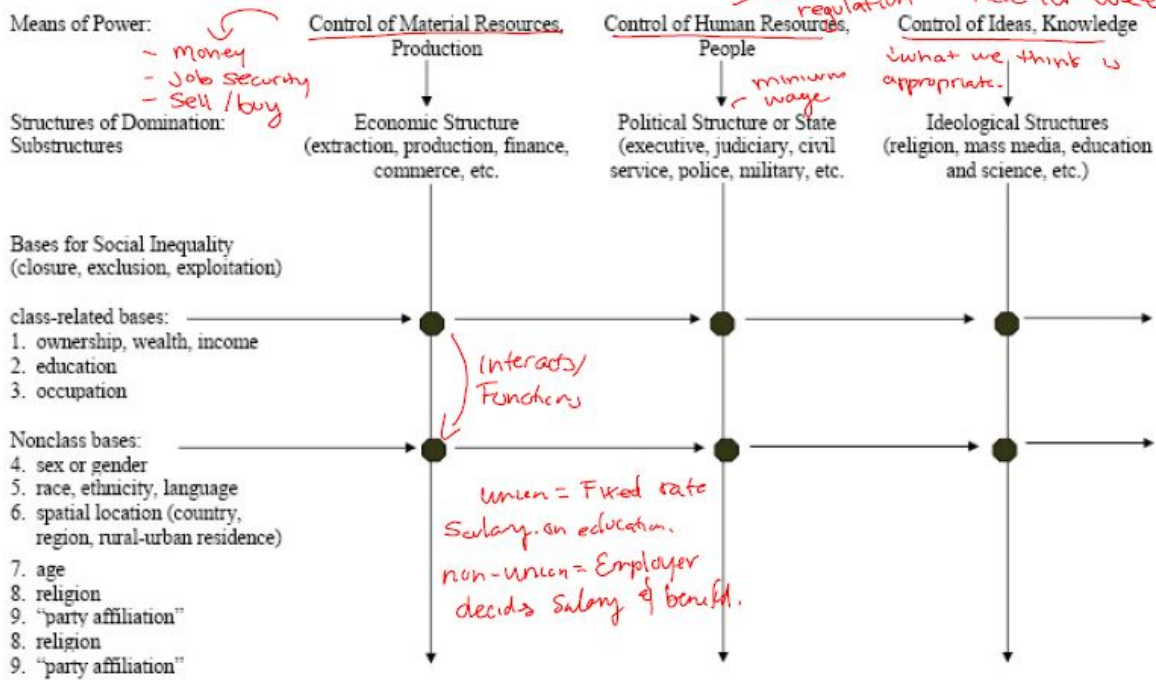 regulation
Means of Power:
Control of Material Resources,
Production
Control of Human Resources,
People
Control of Ideas, Knowledge
- money
- Job security
- Sell / buy
what we think is
appropriate.
minimum
wage
Structures of Domination:
Substructures
Economic Structure
(extraction, production, finance,
commerce, etc.
Political Structure or State
(executive, judiciary, civil
service, police, military, etc.
Ideological Structures
(religion, mass media, education
and science, etc.)
Bases for Social Inequality
(closure, exclusion, exploitation)
class-related bases:
1. ownership, wealth, income
2. education
3. occupation
Interacts/
Functions
Nonclass bases:
4. sex or gender
5. race, ethnicity, language
6. spatial location (country,
region, rural-urban residence)
7. age
8. religion
9. “party affiliation”
8. religion
9. “party affiliation”
union = Fixed rate
Salary on education.
non-union = Employer
decids Salary &